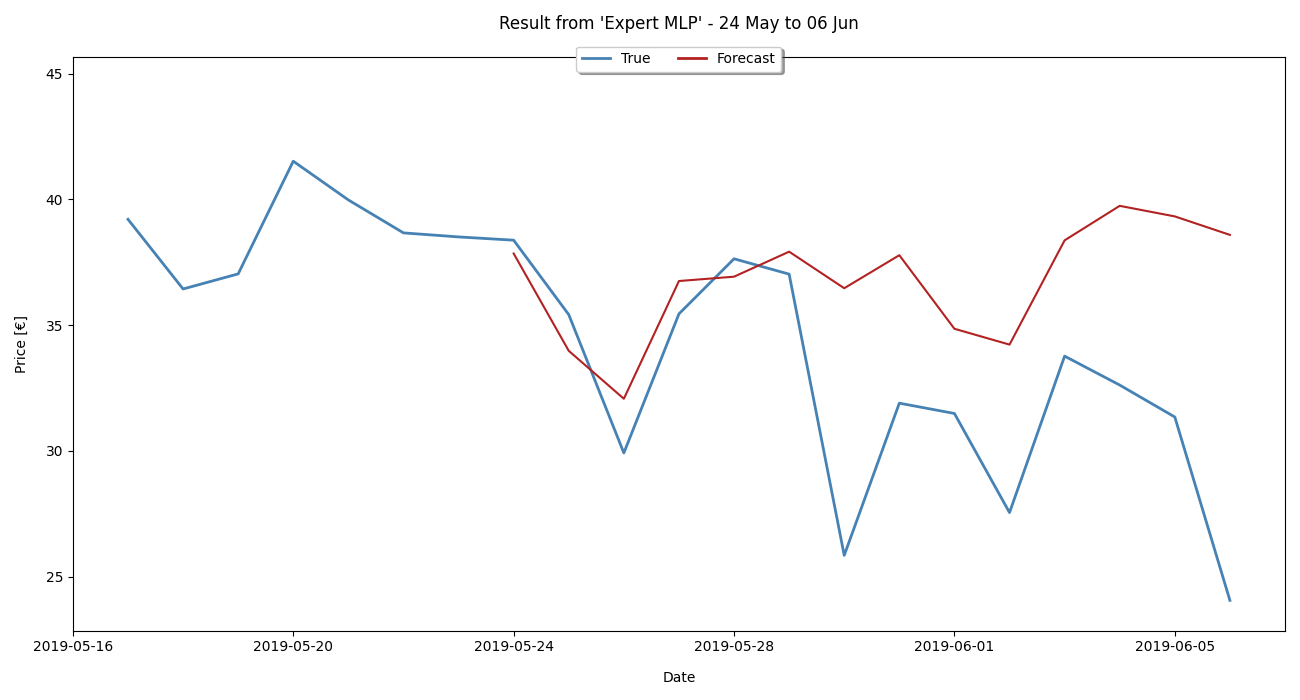 Result from 'Expert MLP' - 24 May to 06 Jun
True Forecast
45
40
35
30
25
Price [€]
2019-05-16 2019-05-20 2019-05-24 2019-05-28 2019-06-01 2019-06-05
Date